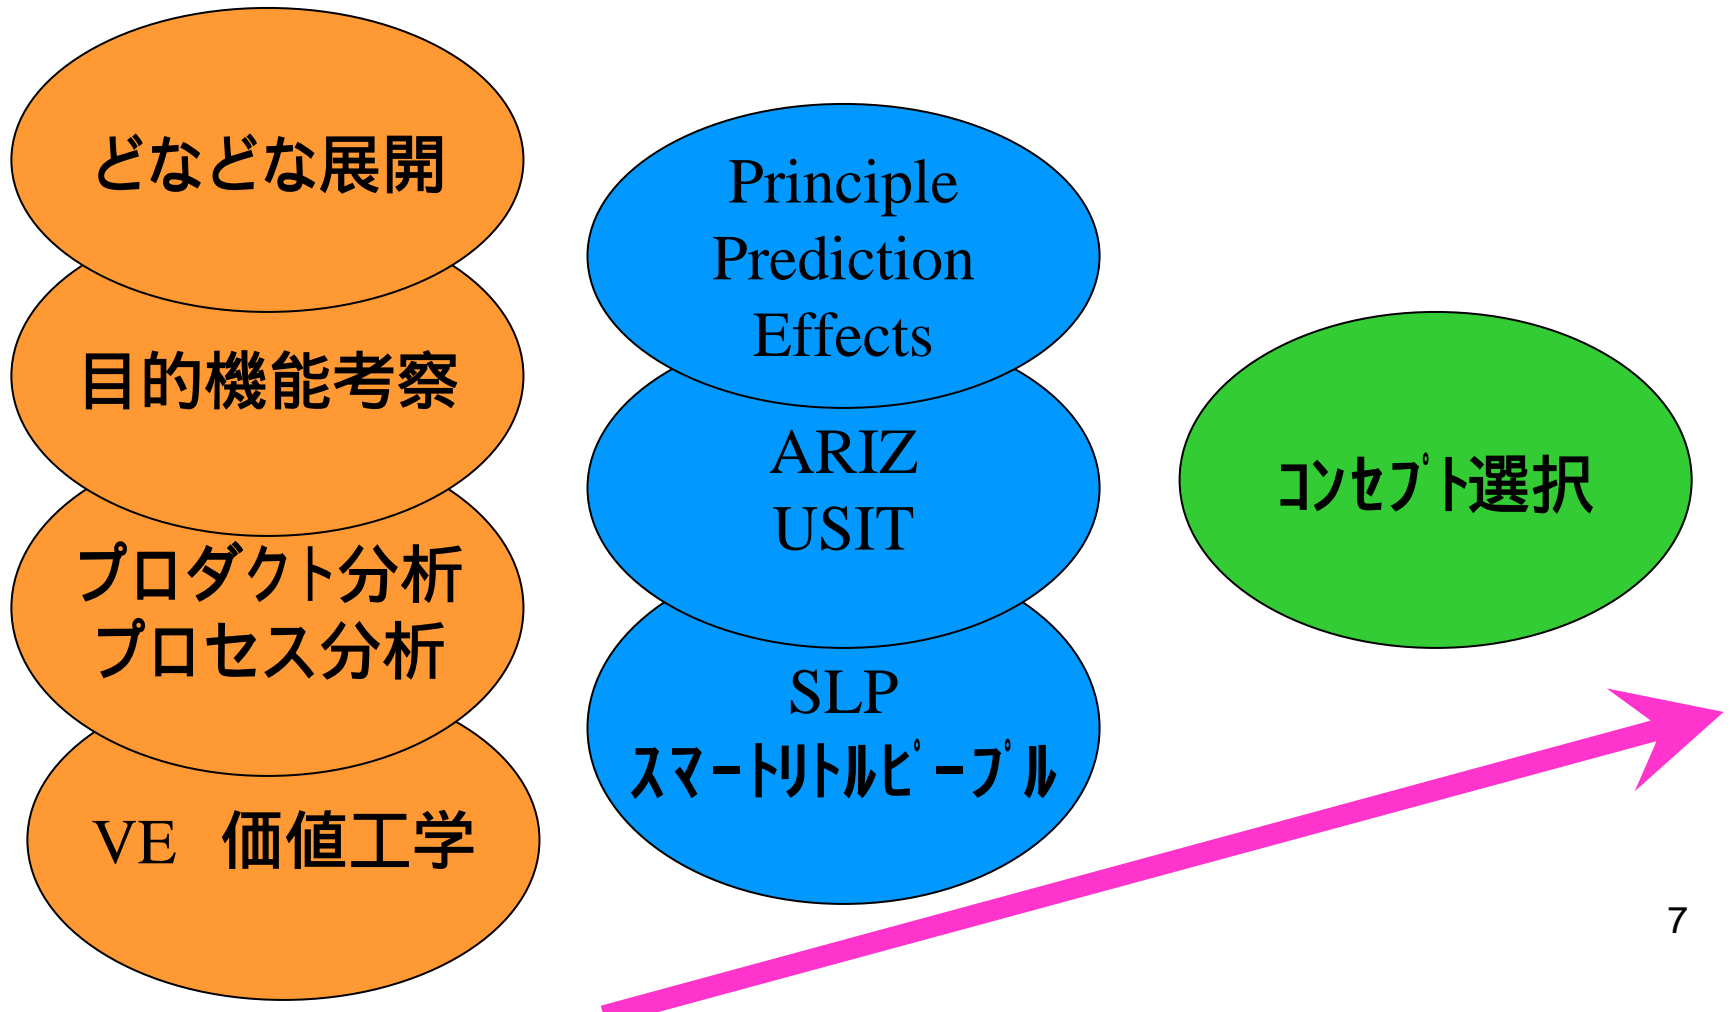 どなどな展開
目的機能考察
プロダクト分析
プロセス分析
VE 価値工学
Principle
Prediction
Effects
ARIZ
USIT
SLP
スマートリトルピープル
コンセプト選択
7